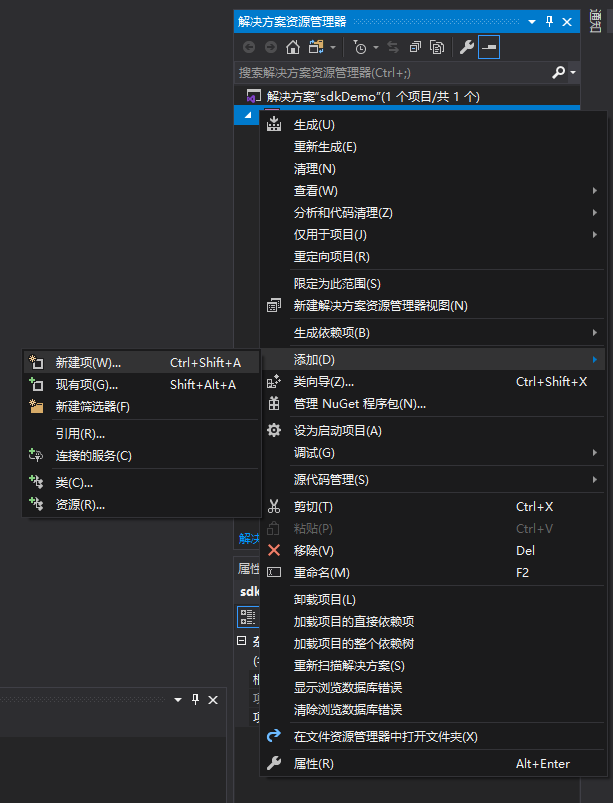 解决方案资源管理器
通知
搜索解决方案资源管理器(Ctrl+;)
解决方案"sdkDemo"(1 个项目/共 1 个)
生成(U)
重新生成(E)
清理(N)
查看(W)
分析和代码清理(Z)
仅用于项目(J)
重定向项目(R)
限定为此范围(S)
新建解决方案资源管理器视图(N)
生成依赖项(B)
添加(D)
类向导(Z)... Ctrl+Shift+X
管理 NuGet 程序包(N)...
设为启动项目(A)
调试(G)
源代码管理(S)
剪切(T) Ctrl+X
粘贴(P) Ctrl+V
移除(V) Del
重命名(M) F2
卸载项目(L)
加载项目的直接依赖项
加载项目的整个依赖树
重新扫描解决方案(S)
显示浏览数据库错误
清除浏览数据库错误
在文件资源管理器中打开文件夹(X)
属性(R) Alt+Enter
新建项(W)... Ctrl+Shift+A
现有项(G)... Shift+Alt+A
新建筛选器(F)
引用(R)...
连接的服务(C)
类(C)...
资源(R)...
解决
属性
sdk